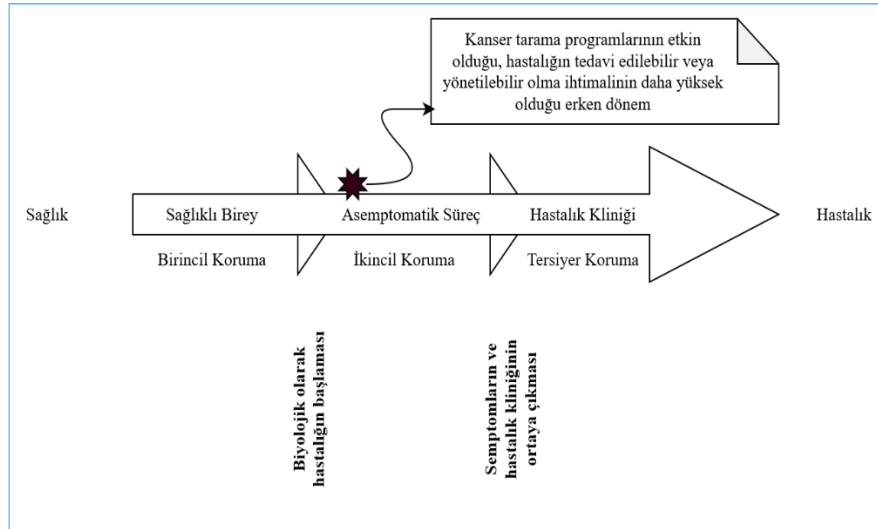 Kanser tarama programlarının etkin
olduğu, hastalığın tedavi edilebilir veya
yönetilebilir olma ihtimalinin daha yüksek
olduğu erken dönem
Sağlık
Sağlıklı Birey
Asemptomatik Süreç
Hastalık Kliniği
Hastalık
Birincil Koruma
İkincil Koruma
Tersiyer Koruma
Biyolojik olarak
hastalığın başlaması
Semptomların ve
hastalık kliniğinin
ortaya çıkması